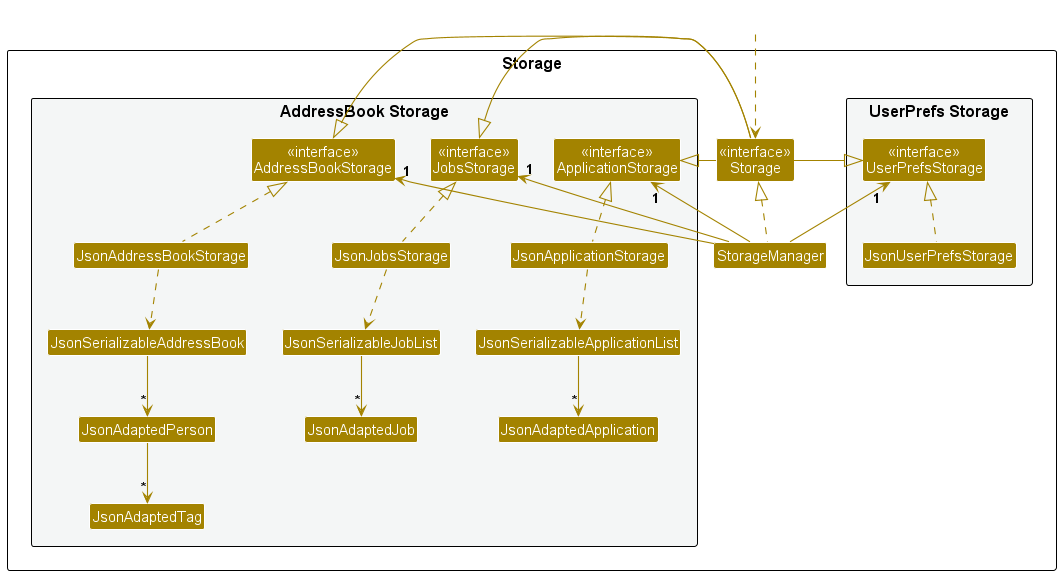 Storage
AddressBook Storage
UserPrefs Storage
«interface»
AddressBookStorage
«interface»
JobsStorage
«interface»
ApplicationStorage
«interface»
Storage
«interface»
UserPrefsStorage
1
1
1
1
JsonAddressBookStorage
JsonJobsStorage
JsonApplicationStorage
StorageManager
JsonUserPrefsStorage
JsonSerializableAddressBook
JsonSerializableJobList
JsonSerializableApplicationList
*
*
*
JsonAdaptedPerson
JsonAdaptedJob
JsonAdaptedApplication
*
JsonAdaptedTag